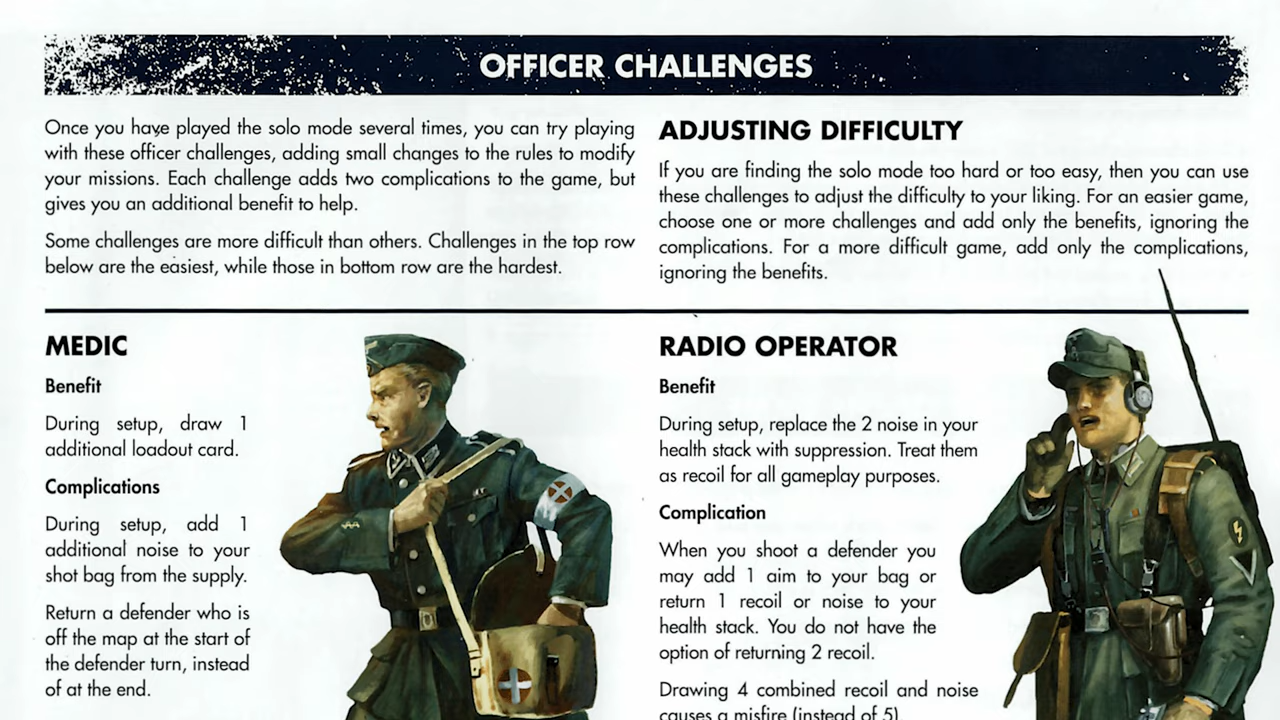 OFFICER CHALLENGES
Once you have played the solo mode several times, you can try playing
with these officer challenges, adding small changes to the rules to modify
your missions. Each challenge adds two complications to the game, but
gives you an additional benefit to help.
Some challenges are more difficult than others. Challenges in the top row
below are the easiest, while those in bottom row are the hardest.
ADJUSTING DIFFICULTY
If you are finding the solo mode too hard or too easy, then you can use
these challenges to adjust the difficulty to your liking. For an easier game,
choose one or more challenges and add only the benefits, ignoring the
complications. For a more difficult game, add only the complications,
ignoring the benefits.
MEDIC
Benefit
During setup, draw 1
additional loadout card.
Complications
During setup, add 1
additional noise to your
shot bag from the supply.
Return a defender who is
off the map at the start of
the defender turn, instead
of at the end.
RADIO OPERATOR
Benefit
During setup, replace the 2 noise in your
health stack with suppression. Treat them
as recoil for all gameplay purposes.
Complication
When you shoot a defender you
may add 1 aim to your bag or
return 1 recoil or noise to your
health stack. You do not have the
option of returning 2 recoil.
Drawing 4 combined recoil and noise
causes a misfire (instead of 5)